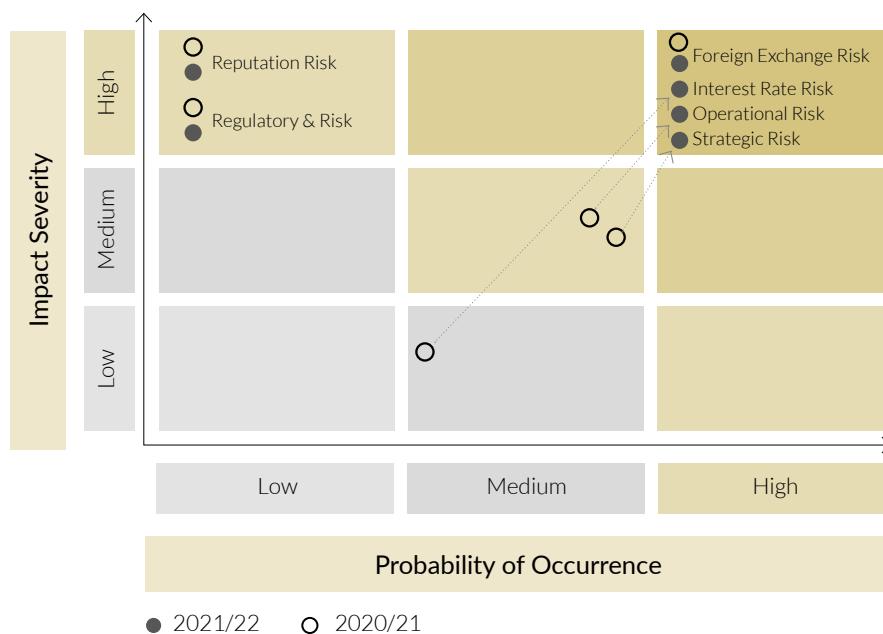 Impact Severity
High
Medium
Low
Reputation Risk
Regulatory & Risk
Foreign Exchange Risk
Interest Rate Risk
Operational Risk
Strategic Risk
Low
Medium
High
Probability of Occurrence
2021/22
2020/21